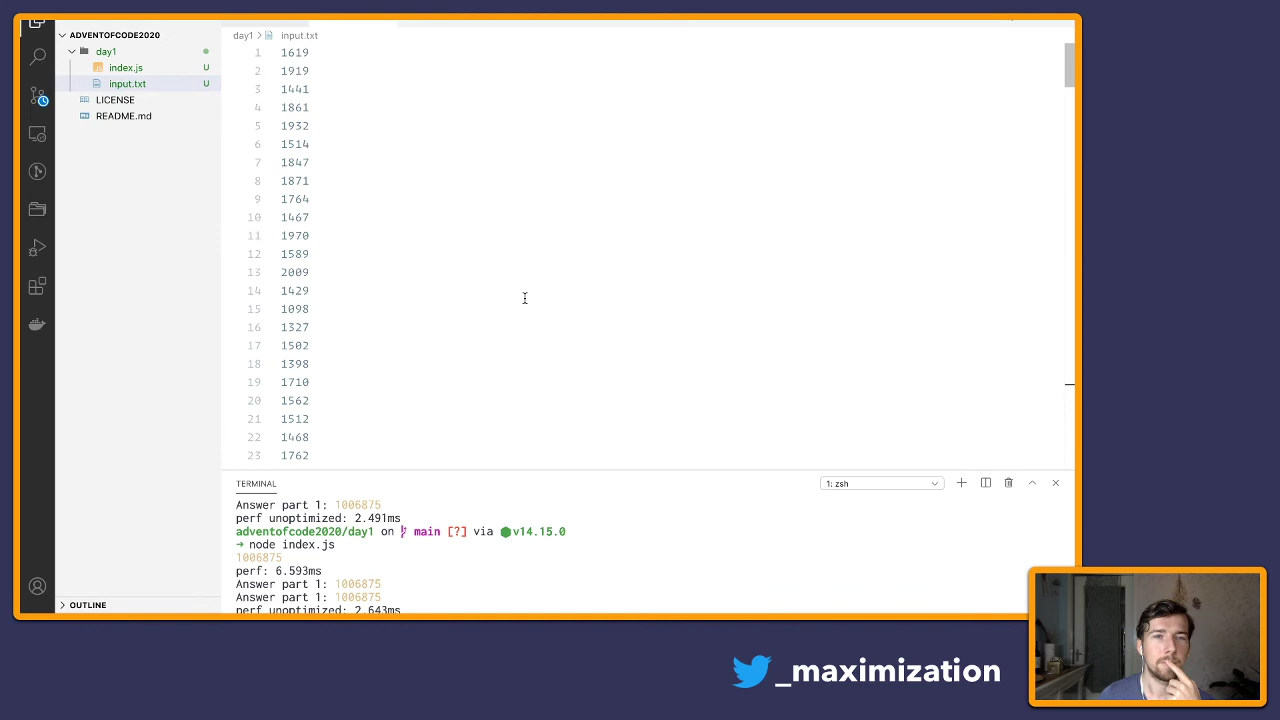 ADVENTOFCODE2020
day1
index.js U
input.txt U
LICENSE
README.md
OUTLINE
day1 > input.txt
1 1619
2 1919
3 1441
4 1861
5 1932
6 1514
7 1847
8 1871
9 1764
10 1467
11 1970
12 1589
13 2009
14 1429
15 1098
16 1327
17 1502
18 1398
19 1710
20 1562
21 1512
22 1468
23 1762
TERMINAL
1: zsh
Answer part 1: 1006875
perf unoptimized: 2.491ms
adventofcode2020/day1 on main [?] via v14.15.0
→ node index.js
1006875
perf: 6.593ms
Answer part 1: 1006875
Answer part 1: 1006875
perf unoptimized: 2.643ms
_maximization